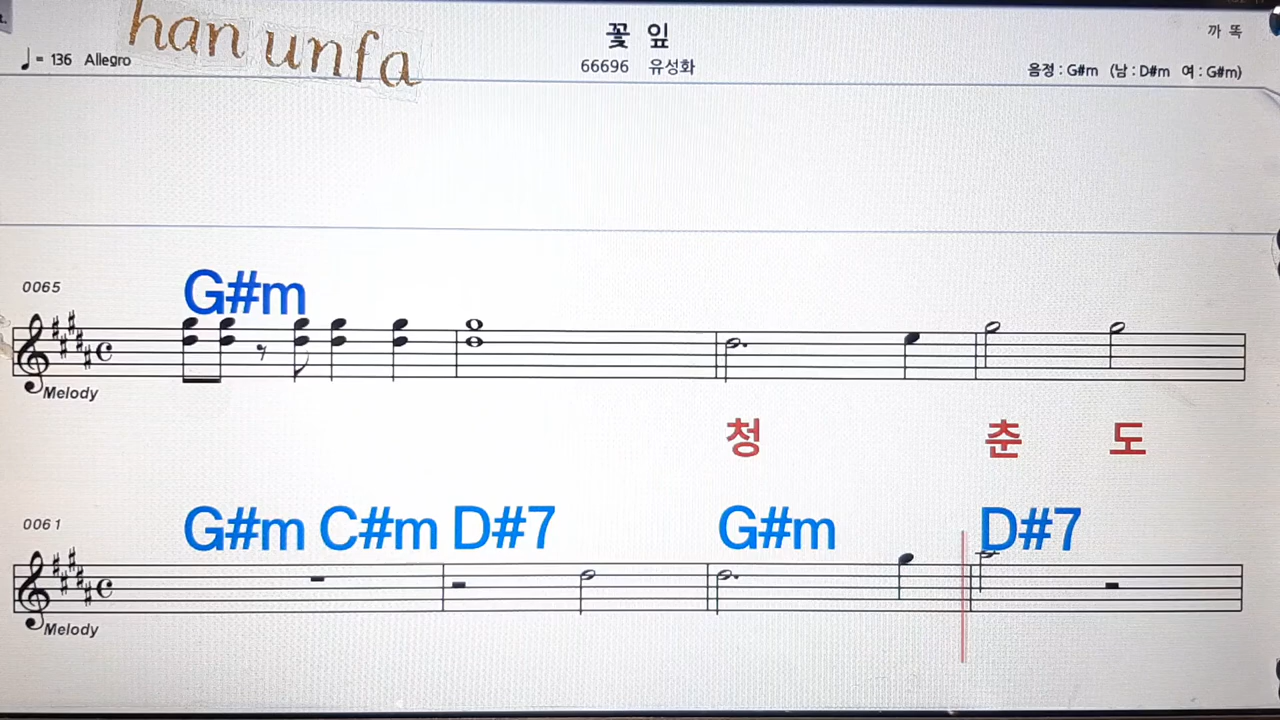 han unfa
꽃 잎
까 똑
♩ = 136 Allegro
66696 유성화
음정 : G#m (남 : D#m 여 : G#m)
0065
G#m
Melody
청 춘 도
0061
G#m C#m D#7 G#m D#7
Melody